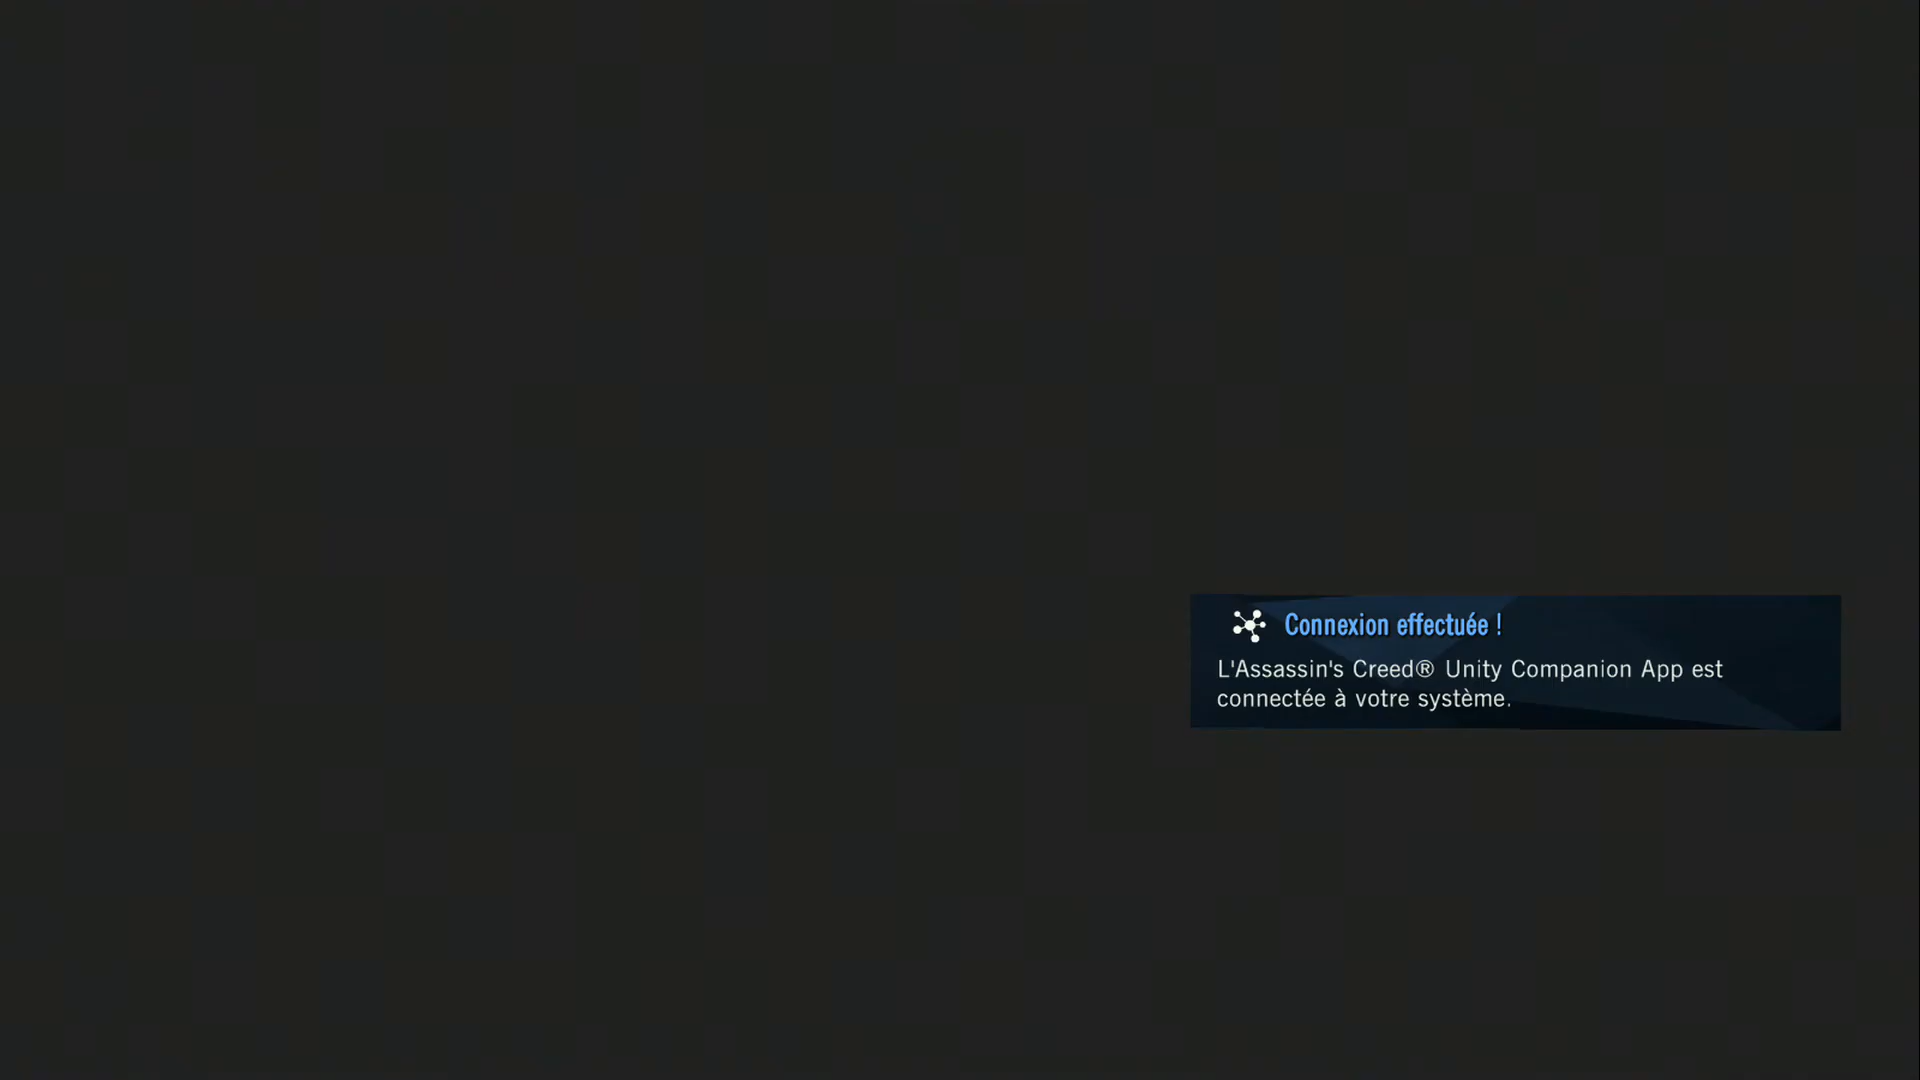 Connexion effectuée !
L'Assassin's Creed® Unity Companion App est
connectée à votre système.